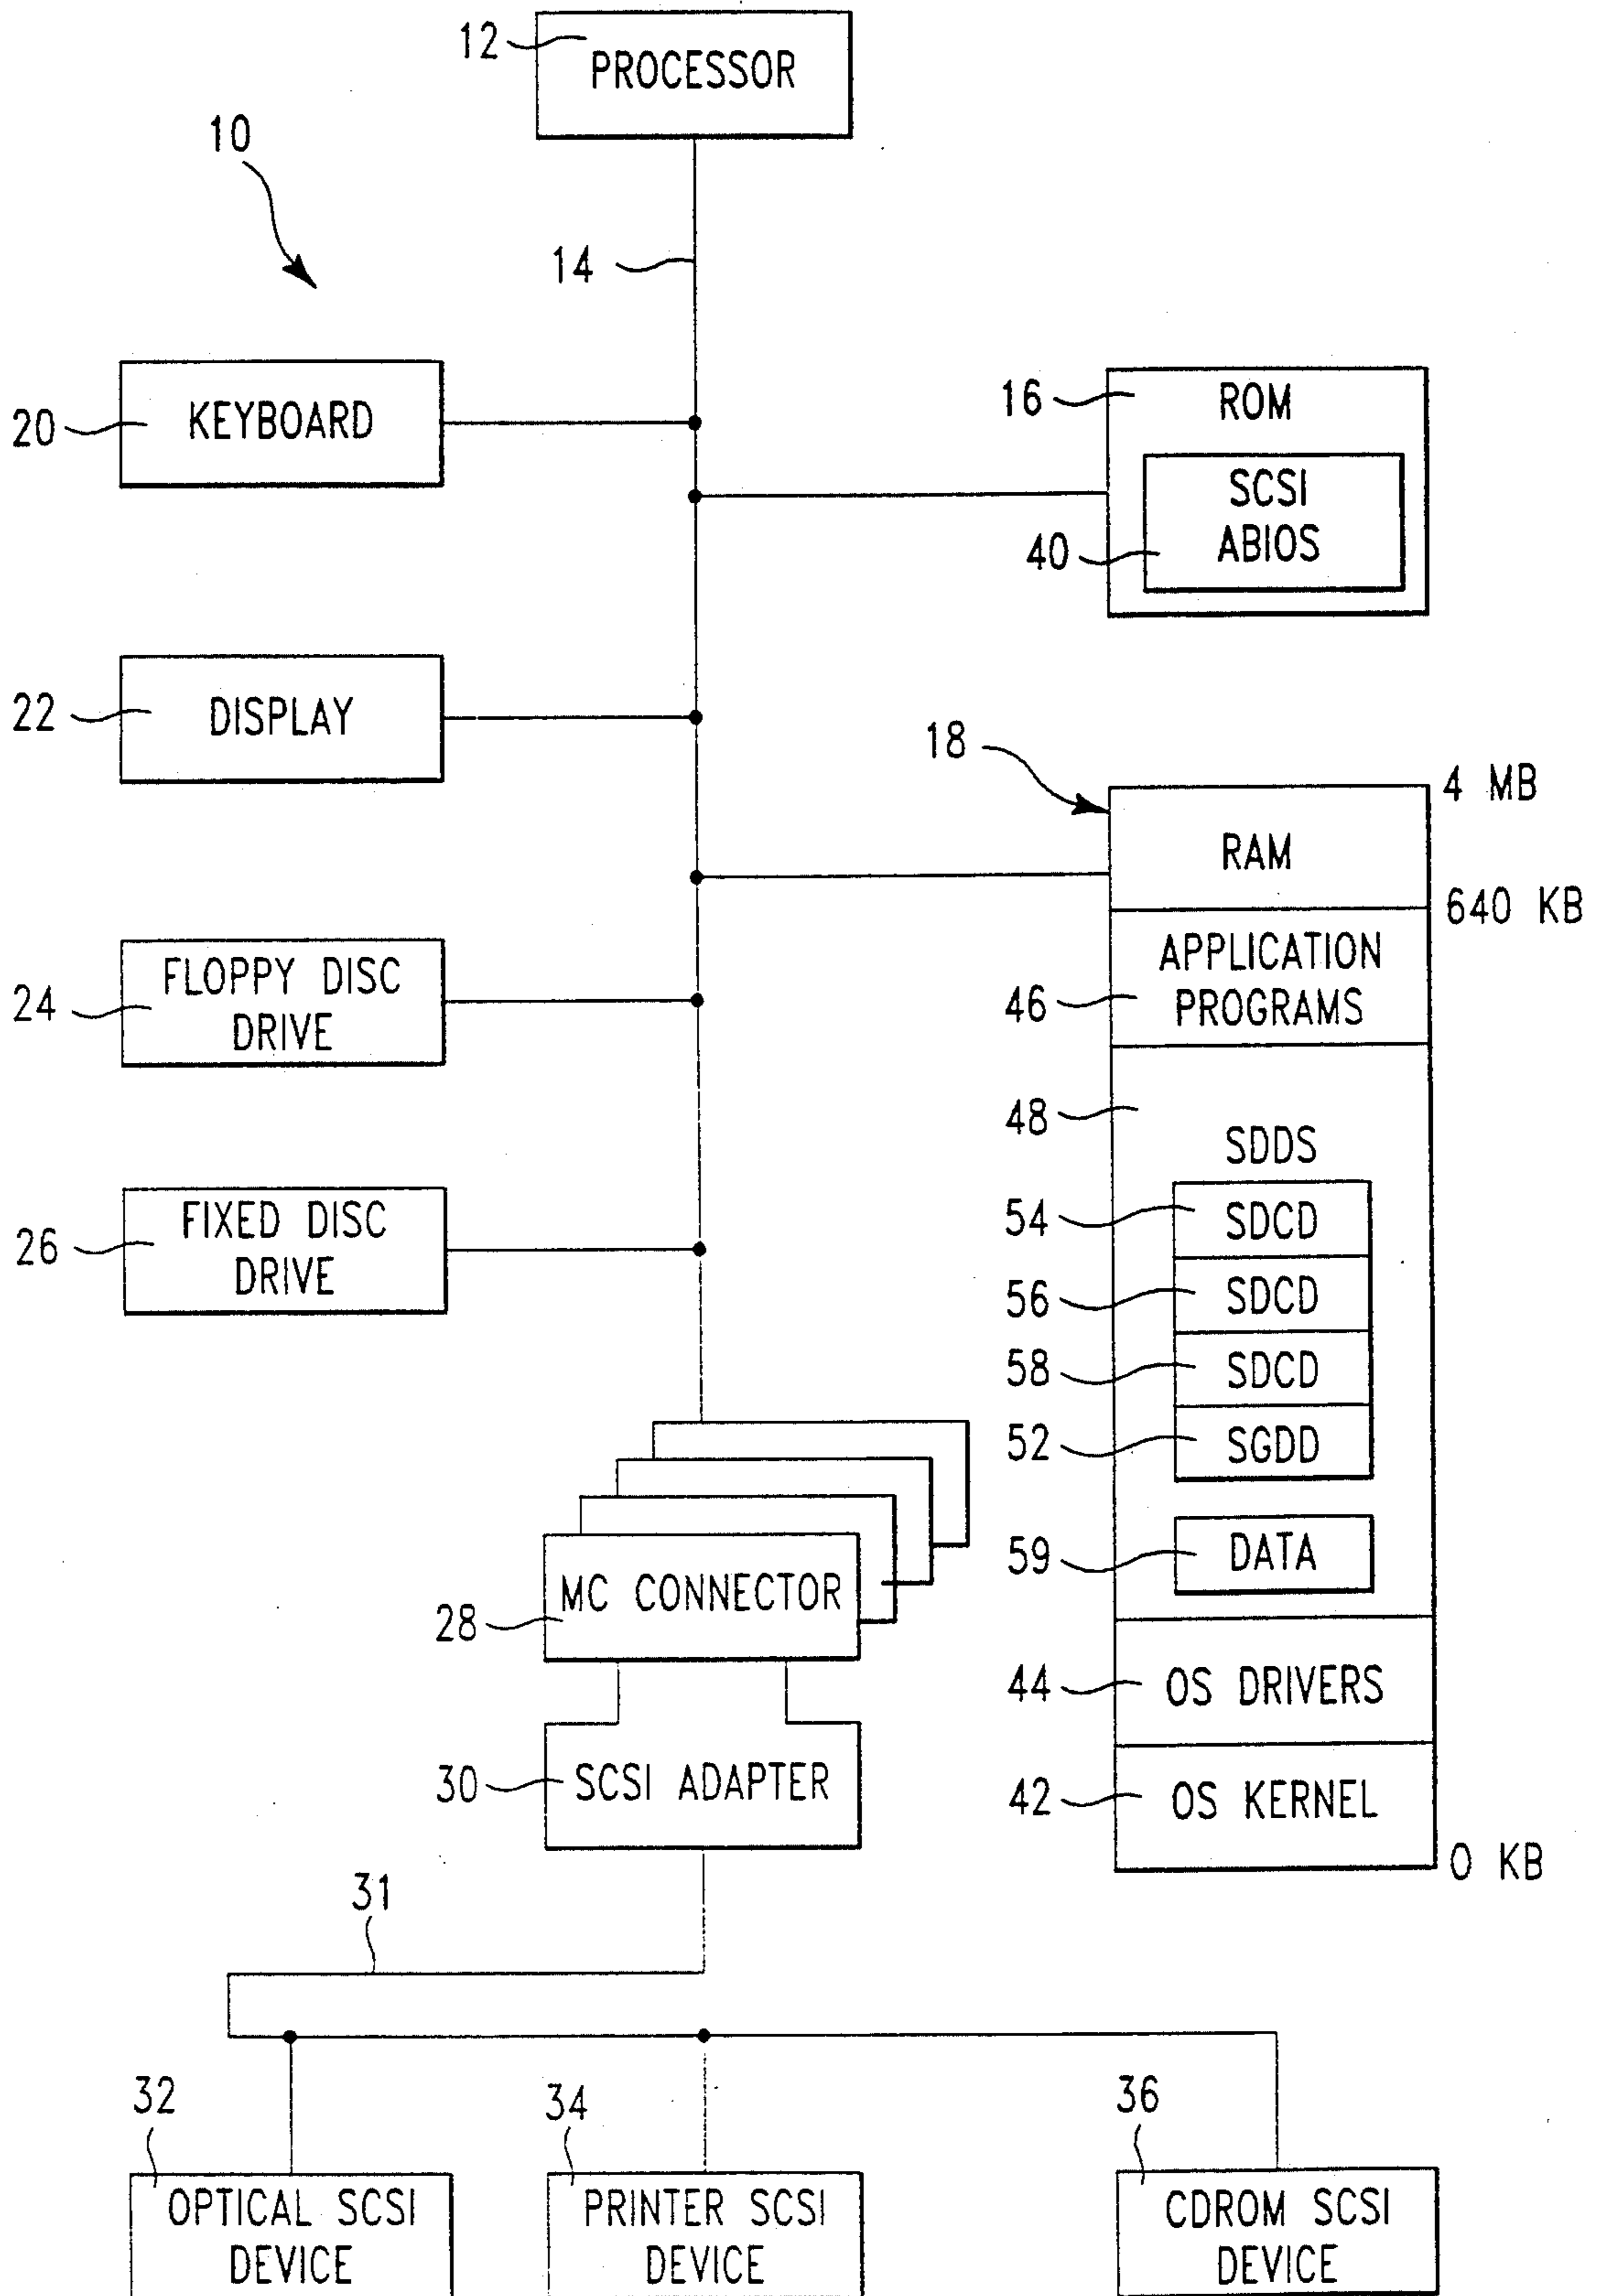 12
PROCESSOR
10
14
20
KEYBOARD
16
ROM
SCSI
ABIOS
40
22
DISPLAY
18
4 MB
RAM
640 KB
24
FLOPPY DISC
DRIVE
46
APPLICATION
PROGRAMS
48
SDDS
26
FIXED DISC
DRIVE
54
SDCD
56
SDCD
58
SDCD
52
SGDD
59
DATA
28
MC CONNECTOR
44
OS DRIVERS
30
SCSI ADAPTER
42
OS KERNEL
0 KB
31
32
OPTICAL SCSI
DEVICE
34
PRINTER SCSI
DEVICE
36
CDROM SCSI
DEVICE